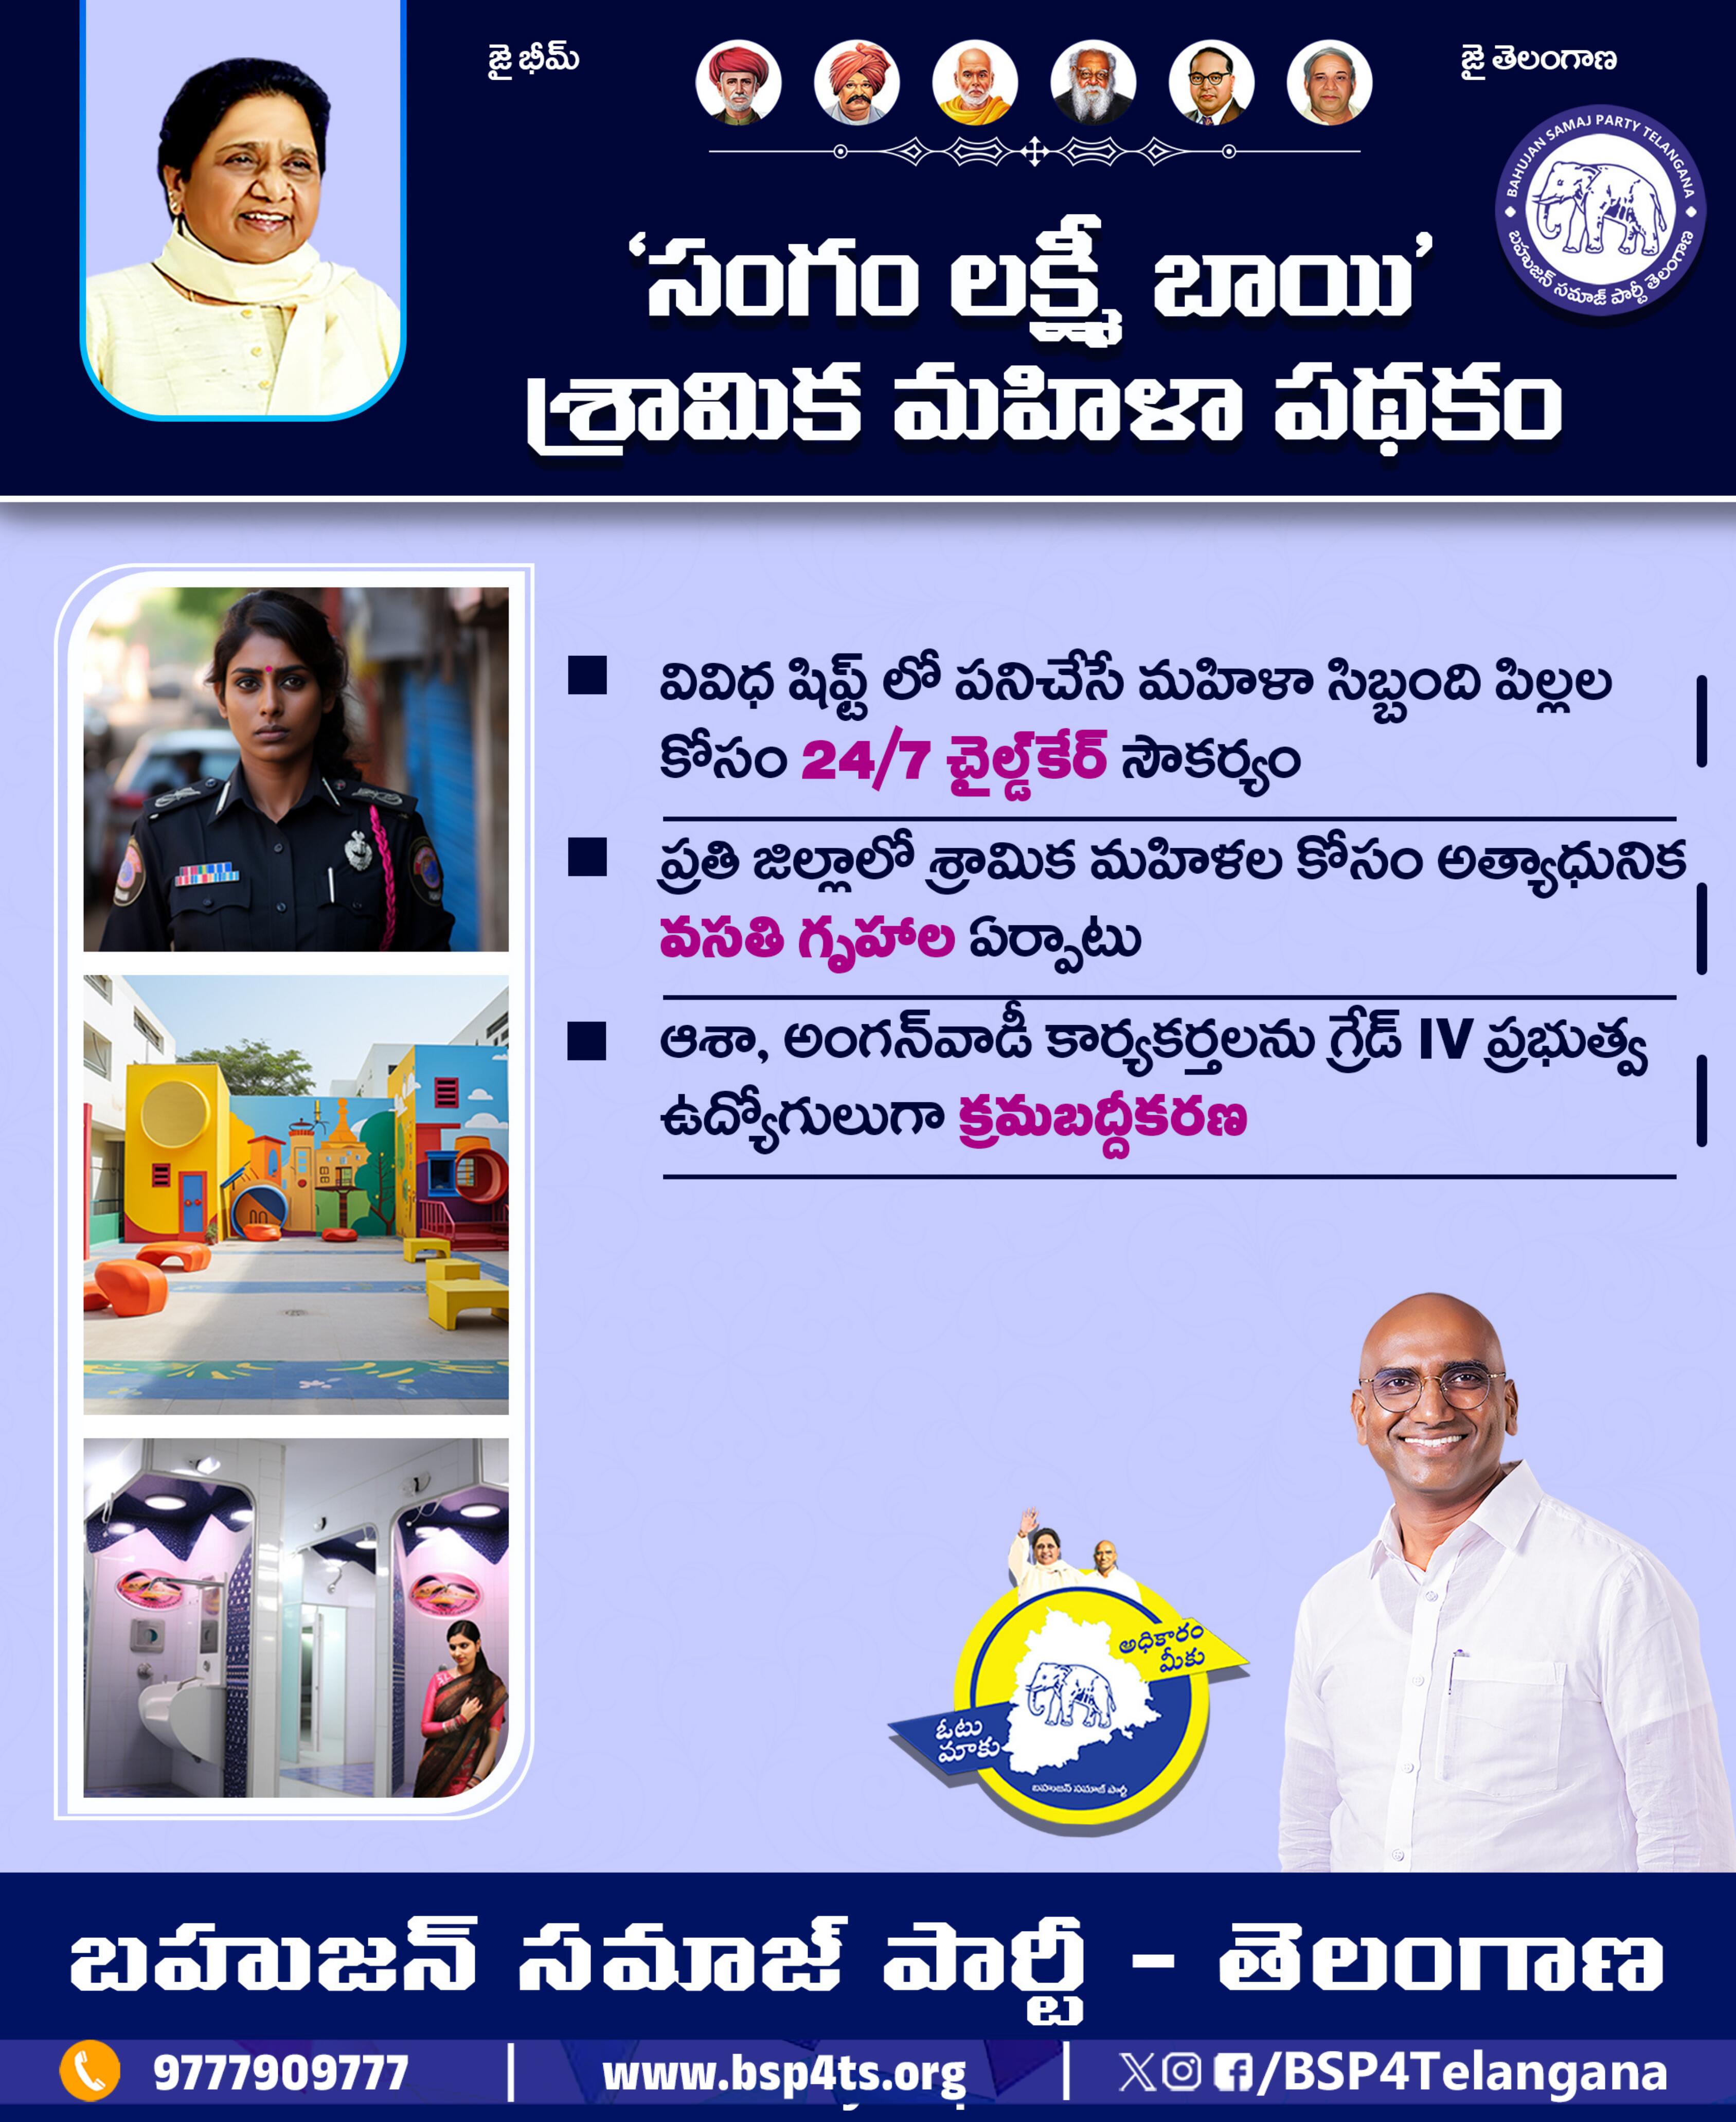 జై భీమ్
జై తెలంగాణ
BAHUJAN SAMAJ PARTY TELANGANA
బహుజన్ సమాజ్ పార్టీ తెలంగాణ
'సంగం లక్ష్మీ బాయి'
శ్రామిక మహిళా పథకం
వివిధ షిఫ్ట్ లో పనిచేసే మహిళా సిబ్బంది పిల్లల
కోసం 24/7 చైల్డ్‌కేర్ సౌకర్యం
ప్రతి జిల్లాలో శ్రామిక మహిళల కోసం అత్యాధునిక
వసతి గృహాల ఏర్పాటు
ఆశా, అంగన్‌వాడీ కార్యకర్తలను గ్రేడ్ IV ప్రభుత్వ
ఉద్యోగులుగా క్రమబద్దీకరణ
అధికారం
మీకు
ఓటు
మాకు
బహుజన్ సమాజ్ పార్టీ
బహుజన్ సమాజ్ పార్టీ - తెలంగాణ
9777909777 | www.bsp4ts.org | /BSP4Telangana